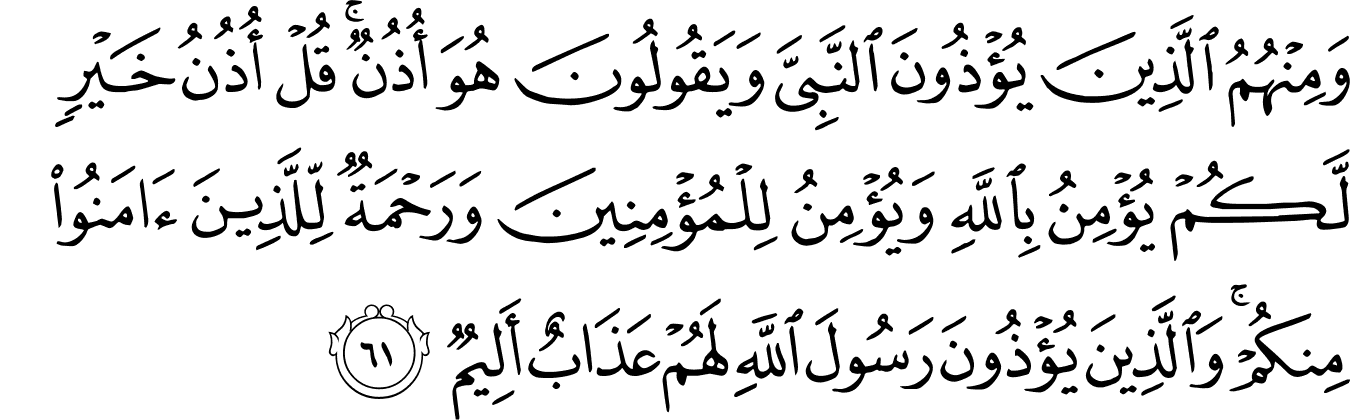 وَمِنْهُمُ ٱلَّذِينَ يُؤْذُونَ ٱلنَّبِىَّ وَيَقُولُونَ هُوَ أُذُنٌ ۚ قُلْ أُذُنُ خَيْرٍ
لَّكُمْ يُؤْمِنُ بِٱللَّهِ وَيُؤْمِنُ لِلْمُؤْمِنِينَ وَرَحْمَةٌ لِّلَّذِينَ ءَامَنُوا۟
مِنكُمْ ۚ وَٱلَّذِينَ يُؤْذُونَ رَسُولَ ٱللَّهِ لَهُمْ عَذَابٌ أَلِيمٌ ٦١